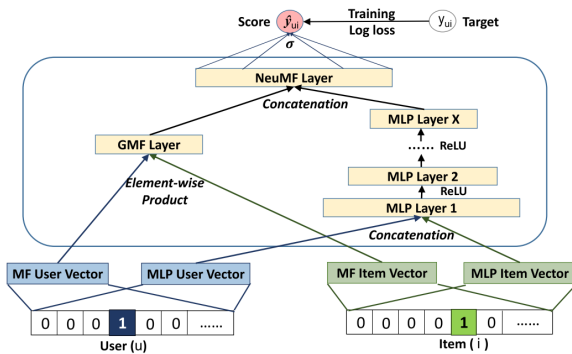 Score ŷui Training Log loss yui Target
σ
NeuMF Layer
Concatenation
MLP Layer X
GMF Layer
...... ReLU
Element-wise
Product
MLP Layer 2
ReLU
MLP Layer 1
Concatenation
MF User Vector MLP User Vector MF Item Vector MLP Item Vector
0 0 0 1 0 0 ...... 0 0 0 0 1 0 ......
User (u) Item ( i )